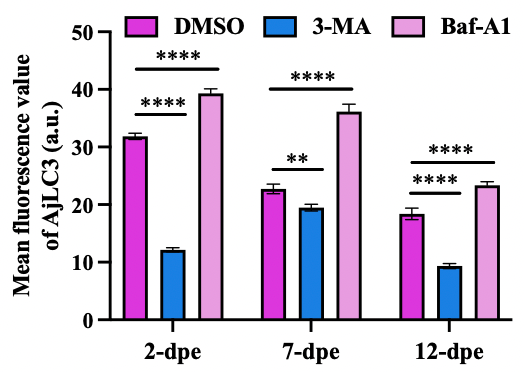 DMSO 3-MA Baf-A1
Mean fluorescence value
of AjLC3 (a.u.)
50
40
30
20
10
0
**** **** **** ** **** ****
2-dpe 7-dpe 12-dpe